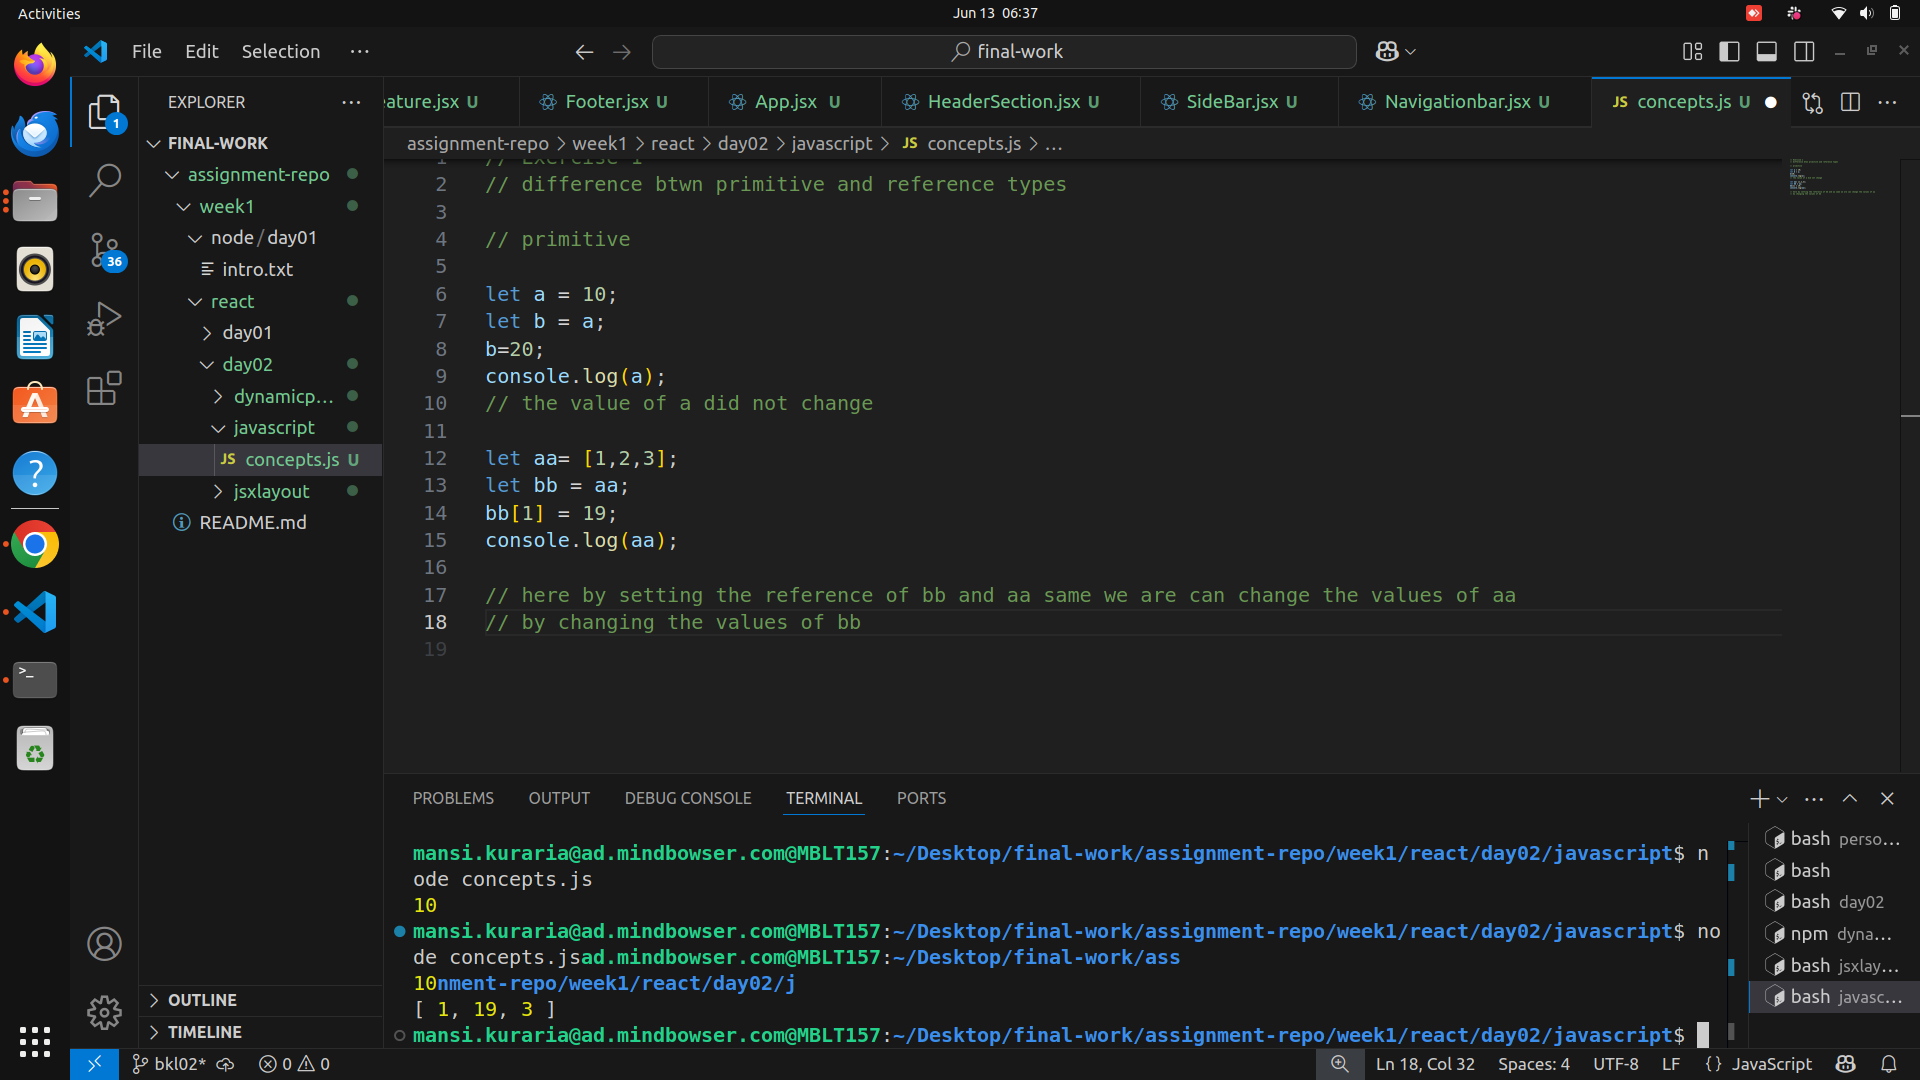 Activities
Jun 13 06:37
File Edit Selection ···
final-work
EXPLORER ···
FINAL-WORK
assignment-repo
week1
node/day01
intro.txt
react
day01
day02
dynamicp...
javascript
JS concepts.js U
jsxlayout
README.md
OUTLINE
TIMELINE
1
36
eature.jsx U Footer.jsx U App.jsx U HeaderSection.jsx U SideBar.jsx U Navigationbar.jsx U JS concepts.js U
assignment-repo > week1 > react > day02 > javascript > JS concepts.js > ...
1 // Exercise 1
2 // difference btwn primitive and reference types
3
4 // primitive
5
6 let a = 10;
7 let b = a;
8 b=20;
9 console.log(a);
10 // the value of a did not change
11
12 let aa= [1,2,3];
13 let bb = aa;
14 bb[1] = 19;
15 console.log(aa);
16
17 // here by setting the reference of bb and aa same we are can change the values of aa
18 // by changing the values of bb
19
PROBLEMS OUTPUT DEBUG CONSOLE TERMINAL PORTS
mansi.kuraria@ad.mindbowser.com@MBLT157:~/Desktop/final-work/assignment-repo/week1/react/day02/javascript$ n
ode concepts.js
10
mansi.kuraria@ad.mindbowser.com@MBLT157:~/Desktop/final-work/assignment-repo/week1/react/day02/javascript$ no
de concepts.jsad.mindbowser.com@MBLT157:~/Desktop/final-work/ass
10nment-repo/week1/react/day02/j
[ 1, 19, 3 ]
mansi.kuraria@ad.mindbowser.com@MBLT157:~/Desktop/final-work/assignment-repo/week1/react/day02/javascript$
bash perso...
bash
bash day02
npm dyna...
bash jsxlay...
bash javasc...
bkl02* 0 0 Ln 18, Col 32 Spaces: 4 UTF-8 LF {} JavaScript